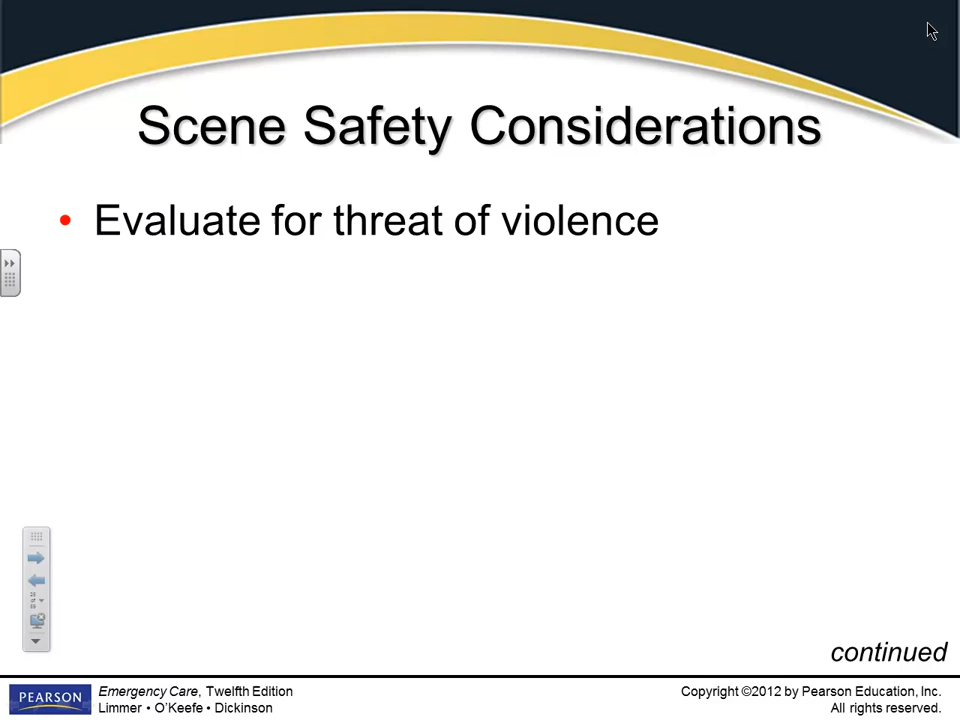 Scene Safety Considerations
• Evaluate for threat of violence
continued
PEARSON
Emergency Care, Twelfth Edition
Limmer • O’Keefe • Dickinson
Copyright ©2012 by Pearson Education, Inc.
All rights reserved.